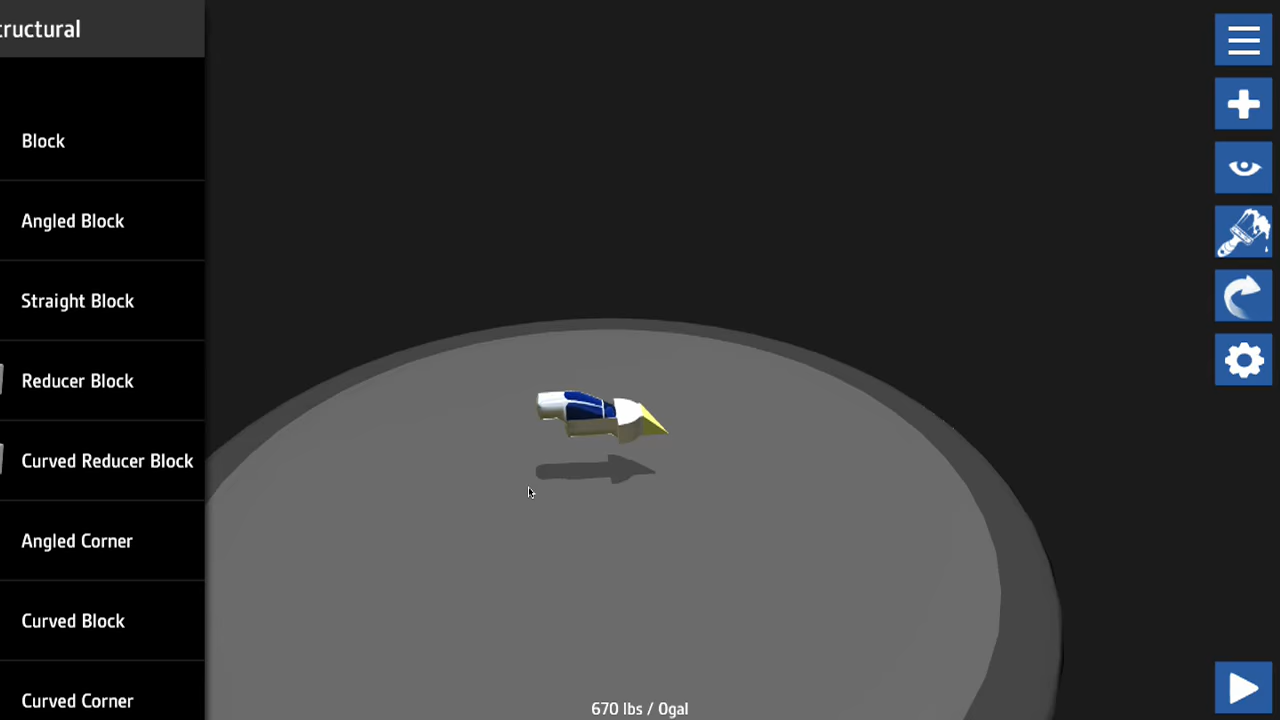 tructural
Block
Angled Block
Straight Block
Reducer Block
Curved Reducer Block
Angled Corner
Curved Block
Curved Corner
670 lbs / 0gal